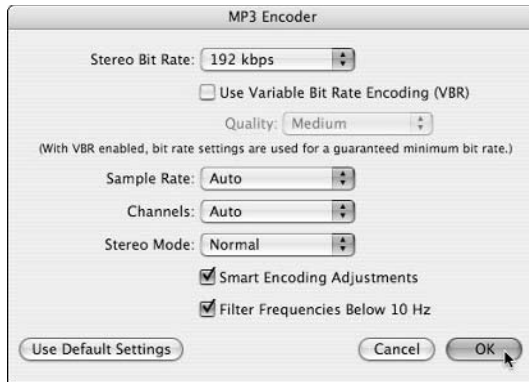 MP3 Encoder
Stereo Bit Rate: 192 kbps
Use Variable Bit Rate Encoding (VBR)
Quality: Medium
(With VBR enabled, bit rate settings are used for a guaranteed minimum bit rate.)
Sample Rate: Auto
Channels: Auto
Stereo Mode: Normal
Smart Encoding Adjustments
Filter Frequencies Below 10 Hz
Use Default Settings Cancel OK